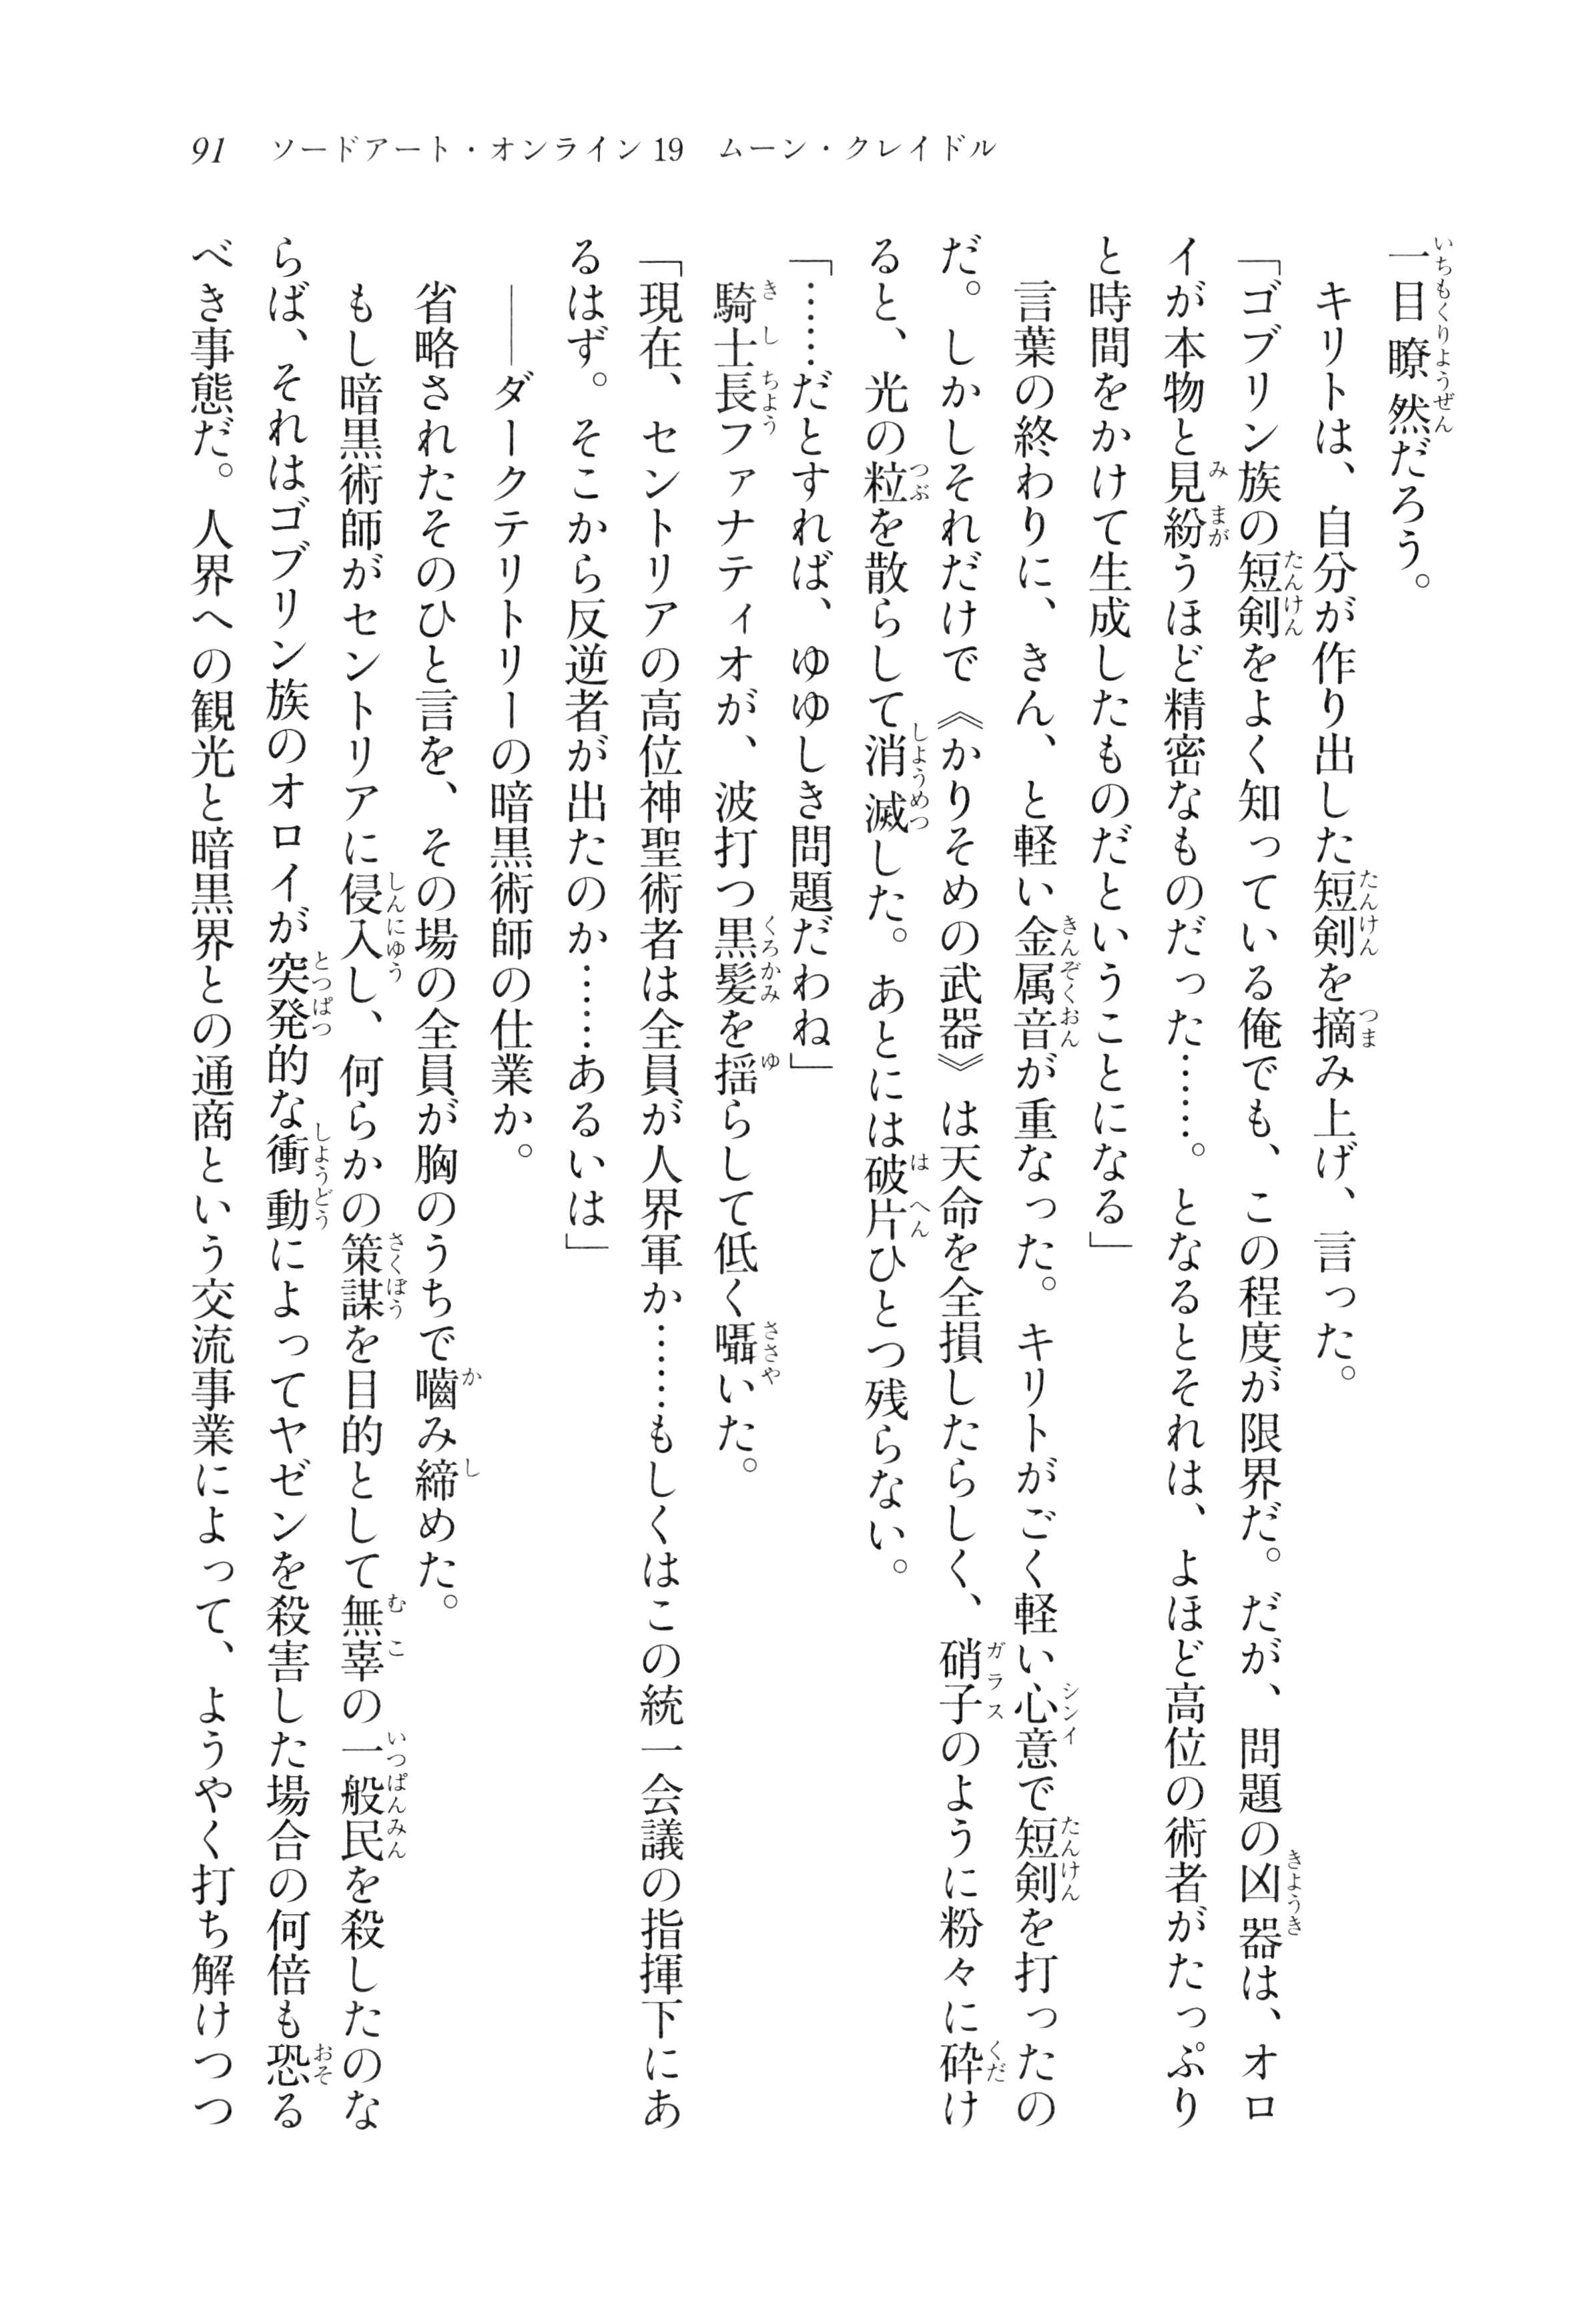 91　ソードアート・オンライン19　ムーン・クレイドル
一目瞭然だろう。
　キリトは、自分が作り出した短剣を摘み上げ、言った。
「ゴブリン族の短剣をよく知っている俺でも、この程度が限界だ。だが、問題の凶器は、オロ
イが本物と見紛うほど精密なものだった……。となるとそれは、よほど高位の術者がたっぷり
と時間をかけて生成したものだということになる」
　言葉の終わりに、きん、と軽い金属音が重なった。キリトがごく軽い心意で短剣を打ったの
だ。しかしそれだけで《かりそめの武器》は天命を全損したらしく、硝子のように粉々に砕け
ると、光の粒を散らして消滅した。あとには破片ひとつ残らない。
「……だとすれば、ゆゆしき問題だわね」
　騎士長ファナティオが、波打つ黒髪を揺らして低く囁いた。
「現在、セントリアの高位神聖術者は全員が人界軍か……もしくはこの統一会議の指揮下にあ
るはず。そこから反逆者が出たのか……あるいは」
　――ダークテリトリーの暗黒術師の仕業か。
　省略されたそのひと言を、その場の全員が胸のうちで嚙み締めた。
　もし暗黒術師がセントリアに侵入し、何らかの策謀を目的として無辜の一般民を殺したのな
らば、それはゴブリン族のオロイが突発的な衝動によってヤゼンを殺害した場合の何倍も恐る
べき事態だ。人界への観光と暗黒界との通商という交流事業によって、ようやく打ち解けつつ